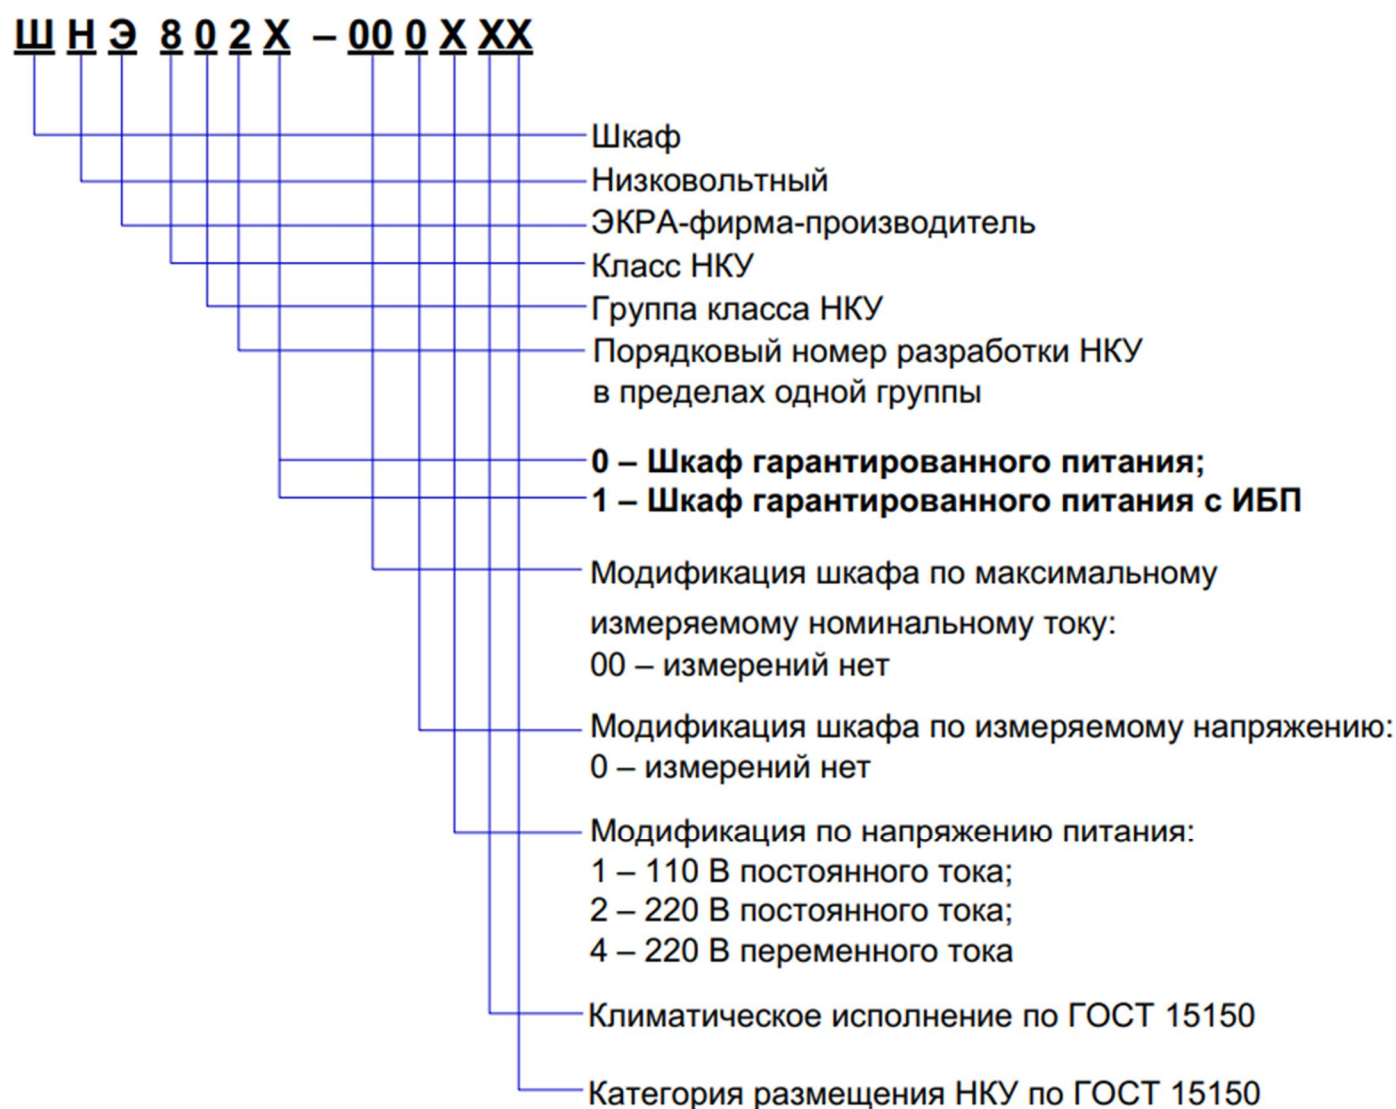 ШНЭ 802Х – 00 0 Х ХХ
Шкаф
Низковольтный
ЭКРА-фирма-производитель
Класс НКУ
Группа класса НКУ
Порядковый номер разработки НКУ
в пределах одной группы
0 – Шкаф гарантированного питания;
1 – Шкаф гарантированного питания с ИБП
Модификация шкафа по максимальному
измеряемому номинальному току:
00 – измерений нет
Модификация шкафа по измеряемому напряжению:
0 – измерений нет
Модификация по напряжению питания:
1 – 110 В постоянного тока;
2 – 220 В постоянного тока;
4 – 220 В переменного тока
Климатическое исполнение по ГОСТ 15150
Категория размещения НКУ по ГОСТ 15150